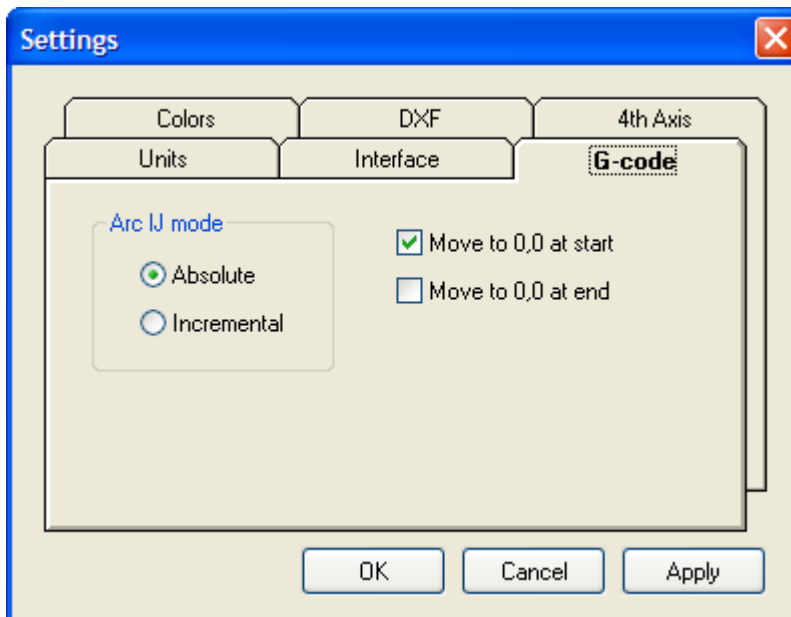 Settings
Colors DXF 4th Axis
Units Interface G-code
Arc IJ mode
Absolute
Incremental
Move to 0,0 at start
Move to 0,0 at end
OK Cancel Apply